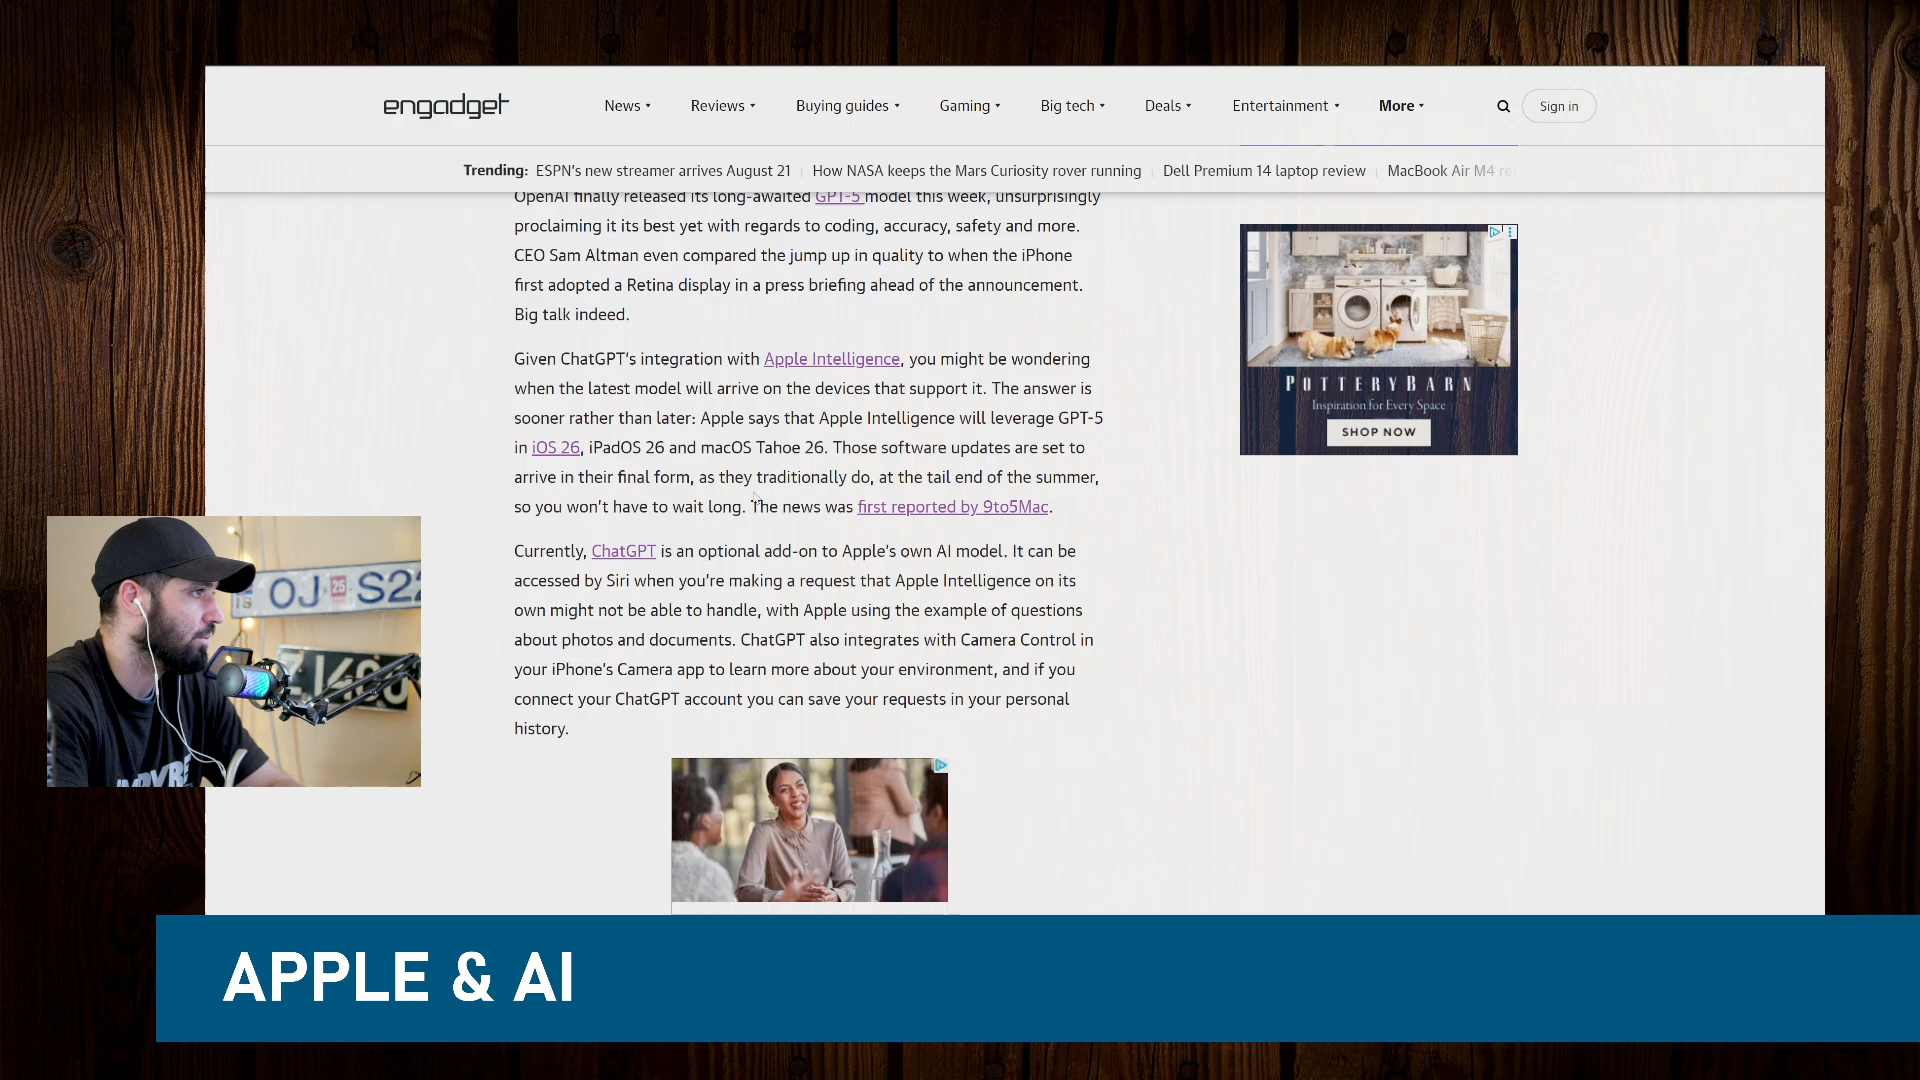 engadget
News
Reviews
Buying guides
Gaming
Big tech
Deals
Entertainment
More
Sign in
Trending: ESPN's new streamer arrives August 21 How NASA keeps the Mars Curiosity rover running Dell Premium 14 laptop review MacBook Air M4
OpenAI finally released its long-awaited GPT-5 model this week, unsurprisingly
proclaiming it its best yet with regards to coding, accuracy, safety and more.
CEO Sam Altman even compared the jump up in quality to when the iPhone
first adopted a Retina display in a press briefing ahead of the announcement.
Big talk indeed.
Given ChatGPT's integration with Apple Intelligence, you might be wondering
when the latest model will arrive on the devices that support it. The answer is
sooner rather than later: Apple says that Apple Intelligence will leverage GPT-5
in iOS 26, iPadOS 26 and macOS Tahoe 26. Those software updates are set to
arrive in their final form, as they traditionally do, at the tail end of the summer,
so you won't have to wait long. The news was first reported by 9to5Mac.
Currently, ChatGPT is an optional add-on to Apple's own AI model. It can be
accessed by Siri when you're making a request that Apple Intelligence on its
own might not be able to handle, with Apple using the example of questions
about photos and documents. ChatGPT also integrates with Camera Control in
your iPhone's Camera app to learn more about your environment, and if you
connect your ChatGPT account you can save your requests in your personal
history.
POTTERYBARN
Inspiration for Every Space
SHOP NOW
IS OJ 25 S22
APPLE & AI